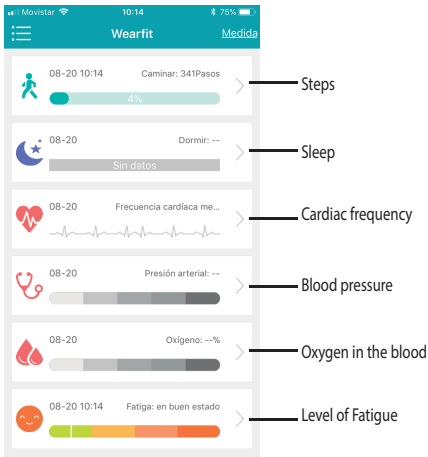 Movistar 10:14 75%
Wearfit Medida
08-20 10:14 Caminar: 341Pasos
4%
Steps
08-20 Dormir: --
Sin datos
Sleep
08-20 Frecuencia cardíaca me...
Cardiac frequency
08-20 Presión arterial: --
Blood pressure
08-20 Oxígeno: --%
Oxygen in the blood
08-20 10:14 Fatiga: en buen estado
Level of Fatigue